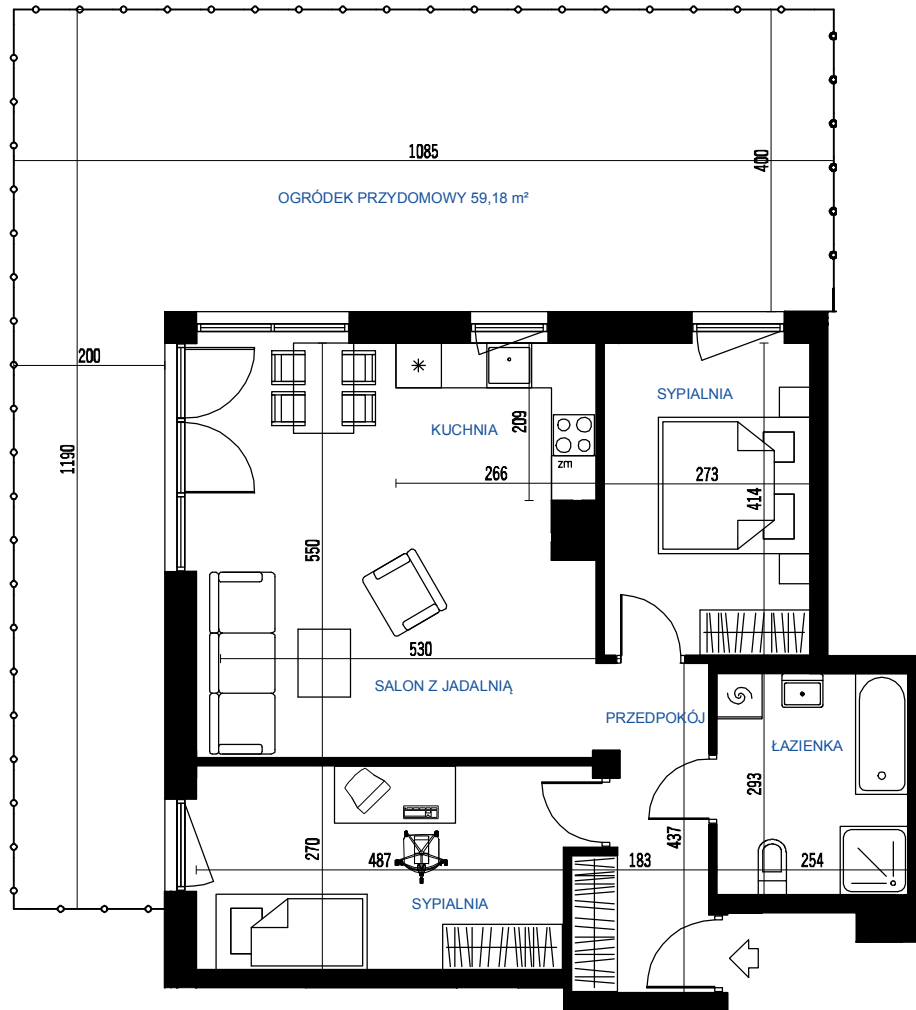 1085
400
OGRÓDEK PRZYDOMOWY 59,18 m²
200
SYPIALNIA
KUCHNIA
209
1190
zm
266
273
414
550
530
SALON Z JADALNIĄ
PRZEDPOKÓJ
ŁAZIENKA
293
270
487
437
183
254
SYPIALNIA